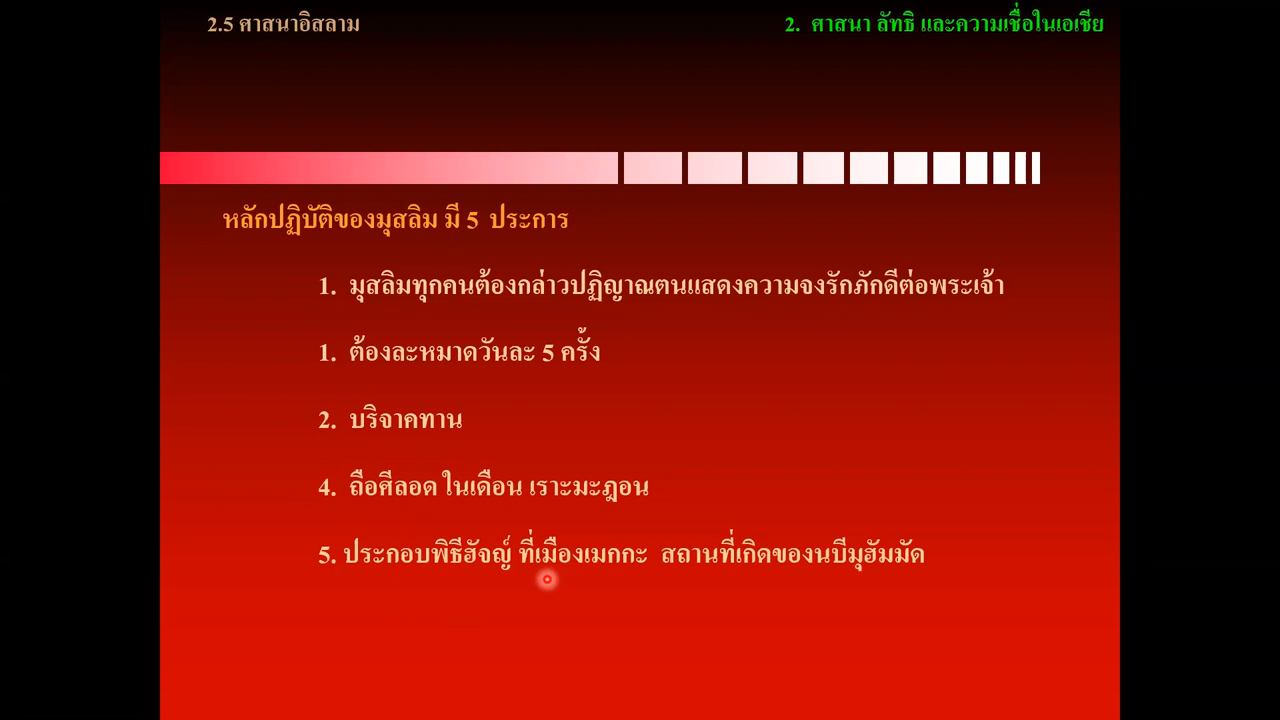 2.5 ศาสนาอิสลาม
2. ศาสนา ลัทธิ และความเชื่อในเอเชีย
หลักปฏิบัติของมุสลิม มี 5 ประการ
1. มุสลิมทุกคนต้องกล่าวปฏิญาณตนแสดงความจงรักภักดีต่อพระเจ้า
1. ต้องละหมาดวันละ 5 ครั้ง
2. บริจาคทาน
4. ถือศีลอด ในเดือน เราะมะฎอน
5. ประกอบพิธีฮัจญ์ ที่เมืองเมกกะ สถานที่เกิดของนบีมุฮัมมัด